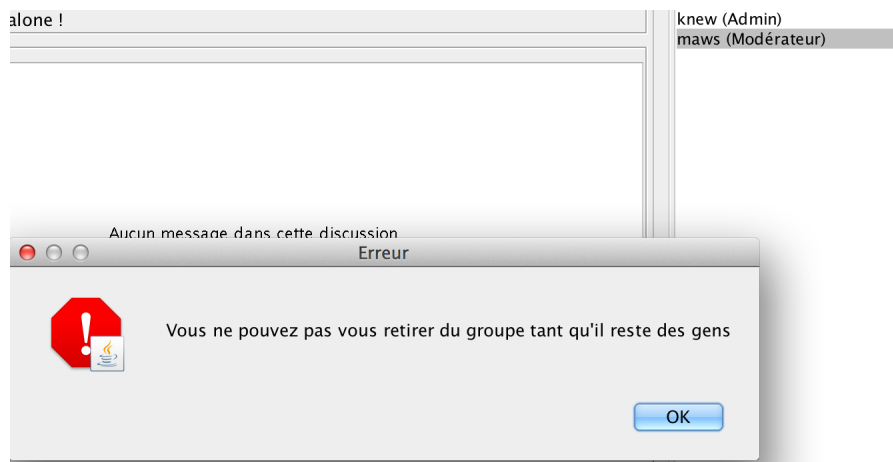 alone !
knew (Admin)
maws (Modérateur)
Aucun message dans cette discussion
Erreur
Vous ne pouvez pas vous retirer du groupe tant qu'il reste des gens
OK